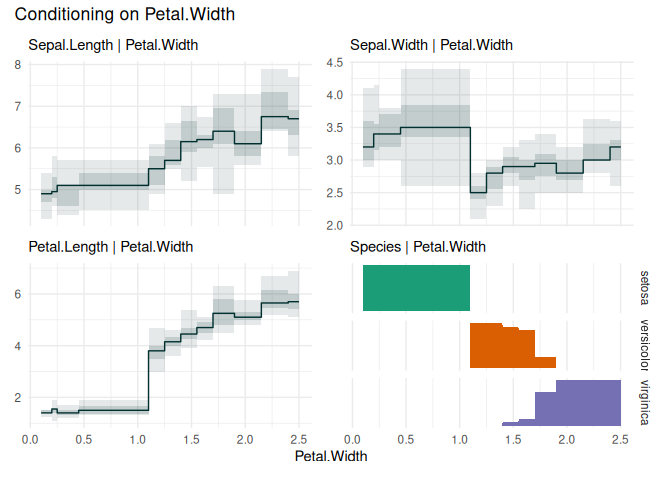 Conditioning on Petal.Width
Sepal.Length | Petal.Width
Sepal.Width | Petal.Width
8
7
6
5
4.5
4.0
3.5
3.0
2.5
2.0
Petal.Length | Petal.Width
Species | Petal.Width
6
4
2
setosa
versicolor
virginica
0.0 0.5 1.0 1.5 2.0 2.5
0.0 0.5 1.0 1.5 2.0 2.5
Petal.Width